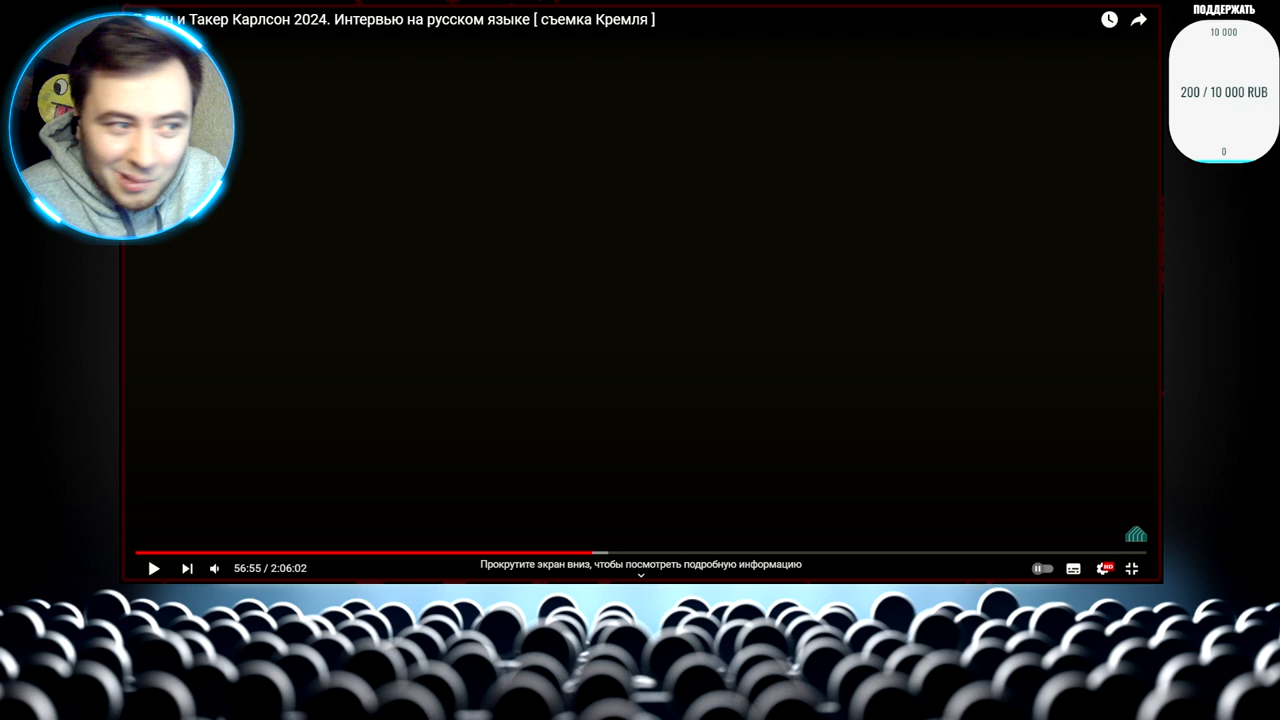 и Такер Карлсон 2024. Интервью на русском языке [ съемка Кремля ]
ПОДДЕРЖАТЬ
10 000
200 / 10 000 RUB
0
56:55 / 2:06:02
Прокрутите экран вниз, чтобы посмотреть подробную информацию
HD